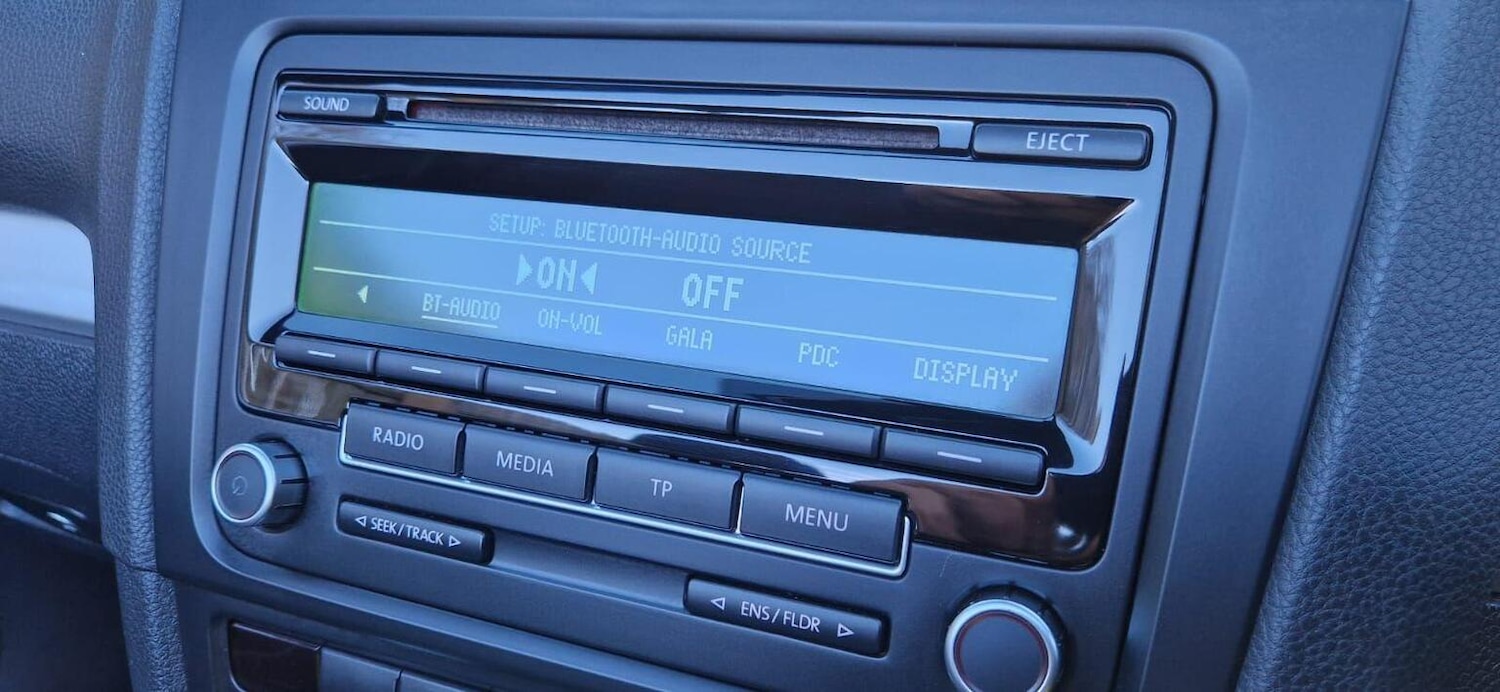 SOUND
EJECT
SETUP: BLUETOOTH-AUDIO SOURCE
ON OFF
BT-AUDIO ON-VOL GALA PDC DISPLAY
RADIO MEDIA TP MENU
SEEK / TRACK
ENS / FLDR